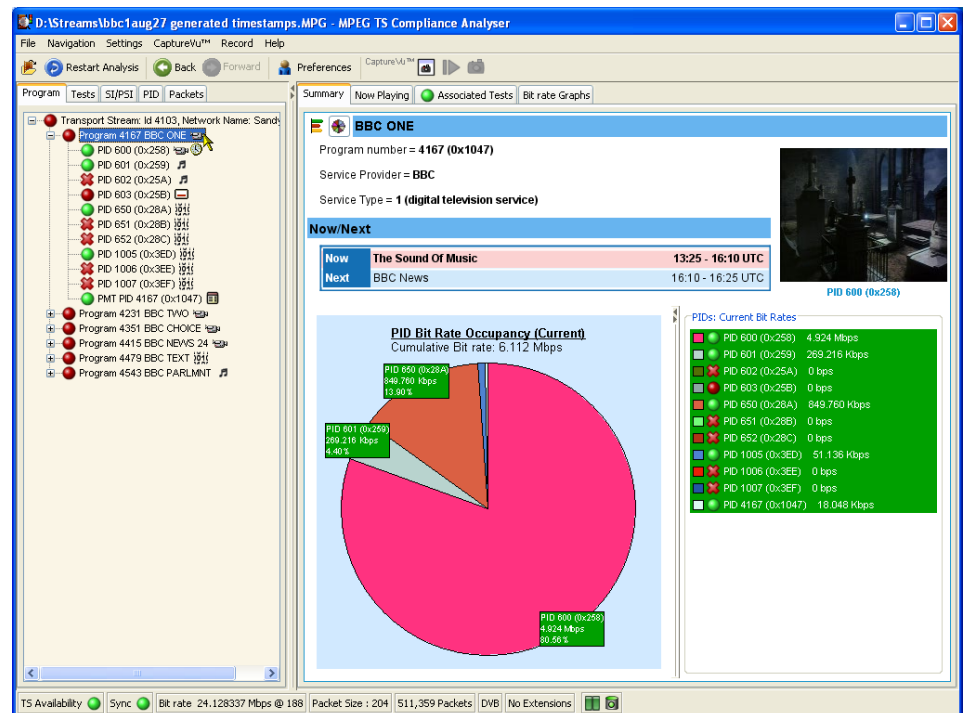 D:\Streams\bbc1aug27 generated timestamps.MPG - MPEG TS Compliance Analyser
File Navigation Settings CaptureVu™ Record Help
Restart Analysis Back Forward Preferences CaptureVu™
Program Tests SI/PSI PID Packets
Summary Now Playing Associated Tests Bit rate Graphs
Transport Stream: Id 4103, Network Name: Sandy
Program 4167 BBC ONE
PID 600 (0x258)
PID 601 (0x259)
PID 602 (0x25A)
PID 603 (0x25B)
PID 650 (0x28A)
PID 651 (0x28B)
PID 652 (0x28C)
PID 1005 (0x3ED)
PID 1006 (0x3EE)
PID 1007 (0x3EF)
PMT PID 4167 (0x1047)
Program 4231 BBC TWO
Program 4351 BBC CHOICE
Program 4415 BBC NEWS 24
Program 4479 BBC TEXT
Program 4543 BBC PARLMNT
BBC ONE
Program number = 4167 (0x1047)
Service Provider = BBC
Service Type = 1 (digital television service)
PID 600 (0x258)
Now/Next
Now The Sound Of Music 13:25 - 16:10 UTC
Next BBC News 16:10 - 16:25 UTC
PID Bit Rate Occupancy (Current)
Cumulative Bit rate: 6.112 Mbps
PID 650 (0x28A)
849.760 Kbps
13.90%
PID 601 (0x259)
269.216 Kbps
4.40%
PID 600 (0x258)
4.924 Mbps
80.56%
PIDs: Current Bit Rates
PID 600 (0x258) 4.924 Mbps
PID 601 (0x259) 269.216 Kbps
PID 602 (0x25A) 0 bps
PID 603 (0x25B) 0 bps
PID 650 (0x28A) 849.760 Kbps
PID 651 (0x28B) 0 bps
PID 652 (0x28C) 0 bps
PID 1005 (0x3ED) 51.136 Kbps
PID 1006 (0x3EE) 0 bps
PID 1007 (0x3EF) 0 bps
PID 4167 (0x1047) 18.048 Kbps
TS Availability Sync Bit rate 24.128337 Mbps @ 188 Packet Size : 204 511,359 Packets DVB No Extensions